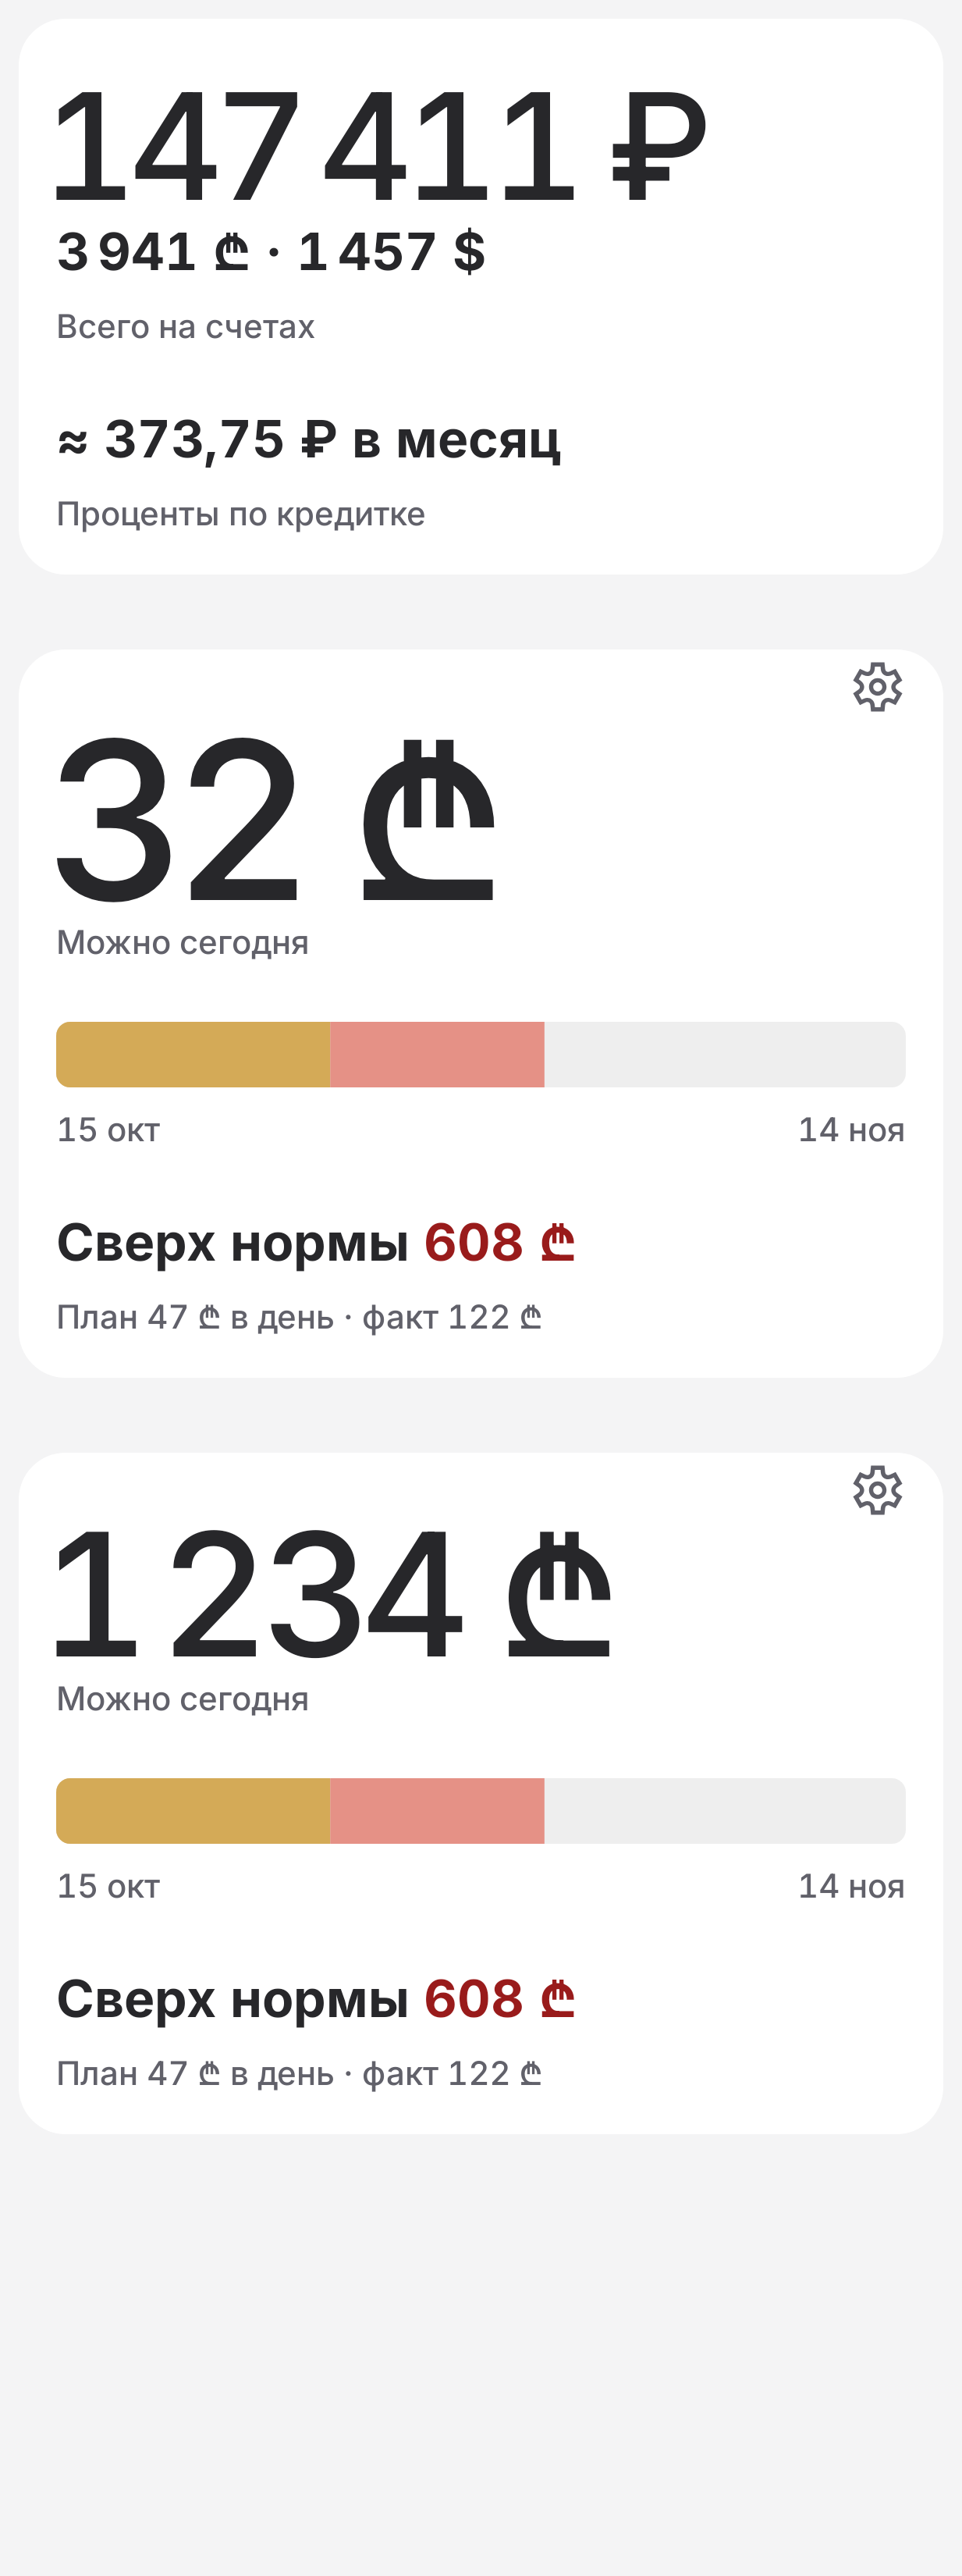 147 411 ₽
3 941 ₾ · 1 457 $
Всего на счетах
≈ 373,75 ₽ в месяц
Проценты по кредитке
32 ₾
Можно сегодня
15 окт 14 ноя
Сверх нормы 608 ₾
План 47 ₾ в день · факт 122 ₾
1 234 ₾
Можно сегодня
15 окт 14 ноя
Сверх нормы 608 ₾
План 47 ₾ в день · факт 122 ₾